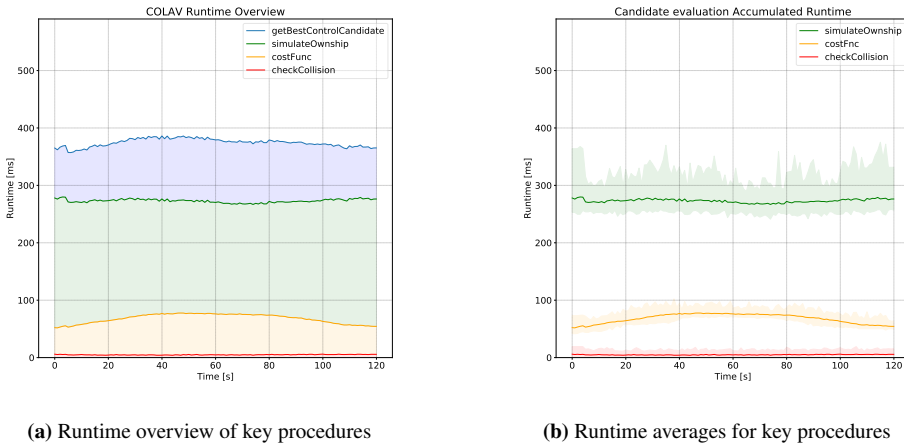 COLAV Runtime Overview
getBestControlCandidate
simulateOwnship
costFunc
checkCollision
500
400
300
200
100
0
Runtime [ms]
0 20 40 60 80 100 120
Time [s]
(a) Runtime overview of key procedures
Candidate evaluation Accumulated Runtime
simulateOwnship
costFnc
checkCollision
500
400
300
200
100
0
Runtime [ms]
0 20 40 60 80 100 120
Time [s]
(b) Runtime averages for key procedures